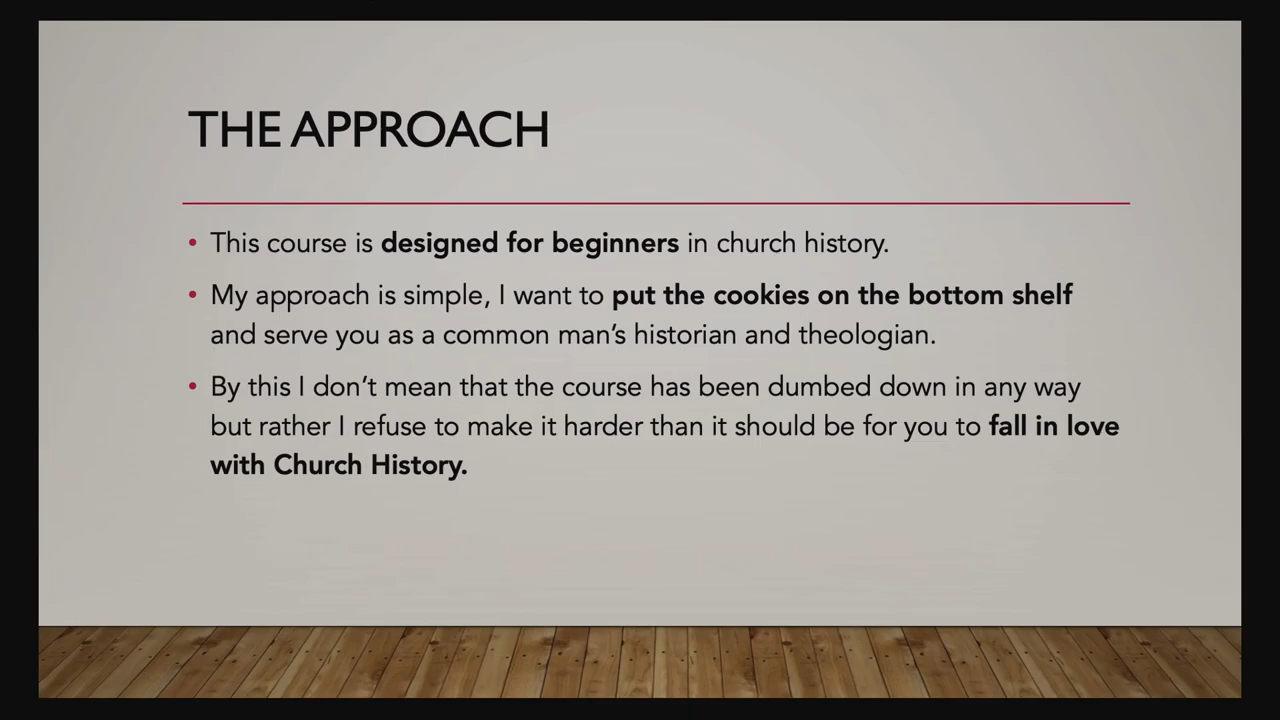 THE APPROACH
• This course is designed for beginners in church history.
• My approach is simple, I want to put the cookies on the bottom shelf
and serve you as a common man’s historian and theologian.
• By this I don’t mean that the course has been dumbed down in any way
but rather I refuse to make it harder than it should be for you to fall in love
with Church History.